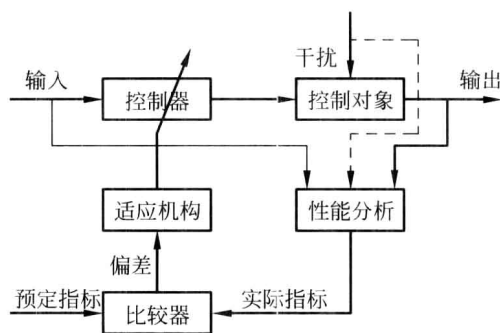 干扰
输入
输出
控制器
控制对象
适应机构
性能分析
偏差
预定指标
实际指标
比较器